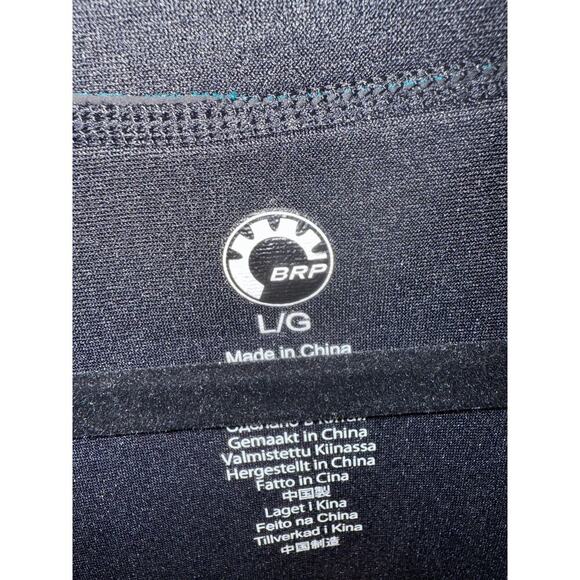 BRP
L/G
Made in China
Gemaakt in China
Valmistettu Kiinassa
Hergestellt in China
Fatto in Cina
中国製
Laget i Kina
Feito na China
Tillverkad i Kina
中国制造